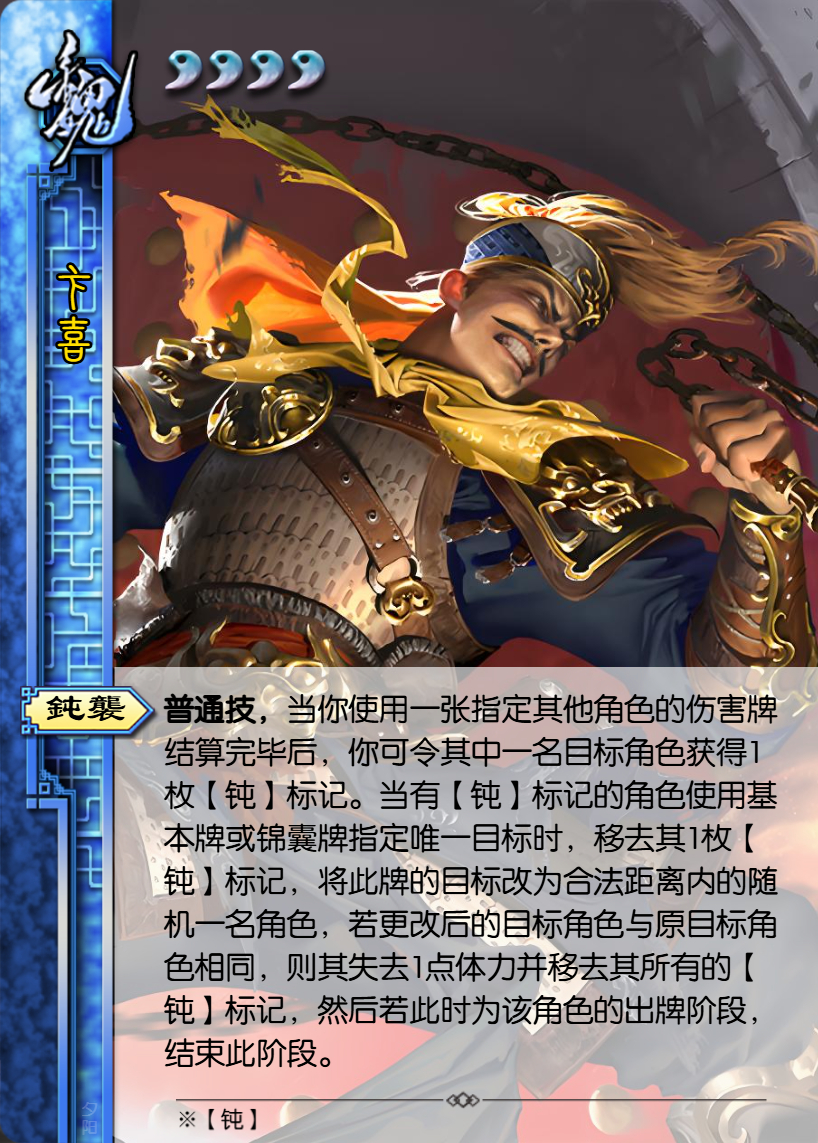 魏
卞喜
鈍襲
普通技，当你使用一张指定其他角色的伤害牌
结算完毕后，你可令其中一名目标角色获得1
枚【钝】标记。当有【钝】标记的角色使用基
本牌或锦囊牌指定唯一目标时，移去其1枚【
钝】标记，将此牌的目标改为合法距离内的随
机一名角色，若更改后的目标角色与原目标角
色相同，则其失去1点体力并移去其所有的【
钝】标记，然后若此时为该角色的出牌阶段，
结束此阶段。
※【钝】
夕阳